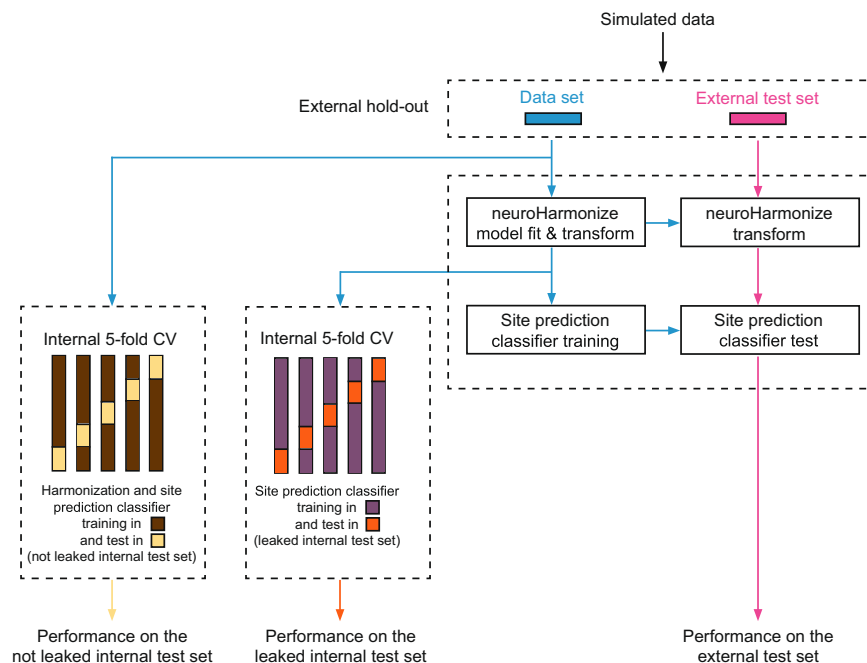 Simulated data
External hold-out
Data set
External test set
neuroHarmonize
model fit & transform
neuroHarmonize
transform
Site prediction
classifier training
Site prediction
classifier test
Internal 5-fold CV
Harmonization and site
prediction classifier
training in
and test in
(not leaked internal test set)
Internal 5-fold CV
Site prediction classifier
training in
and test in
(leaked internal test set)
Performance on the
not leaked internal test set
Performance on the
leaked internal test set
Performance on the
external test set